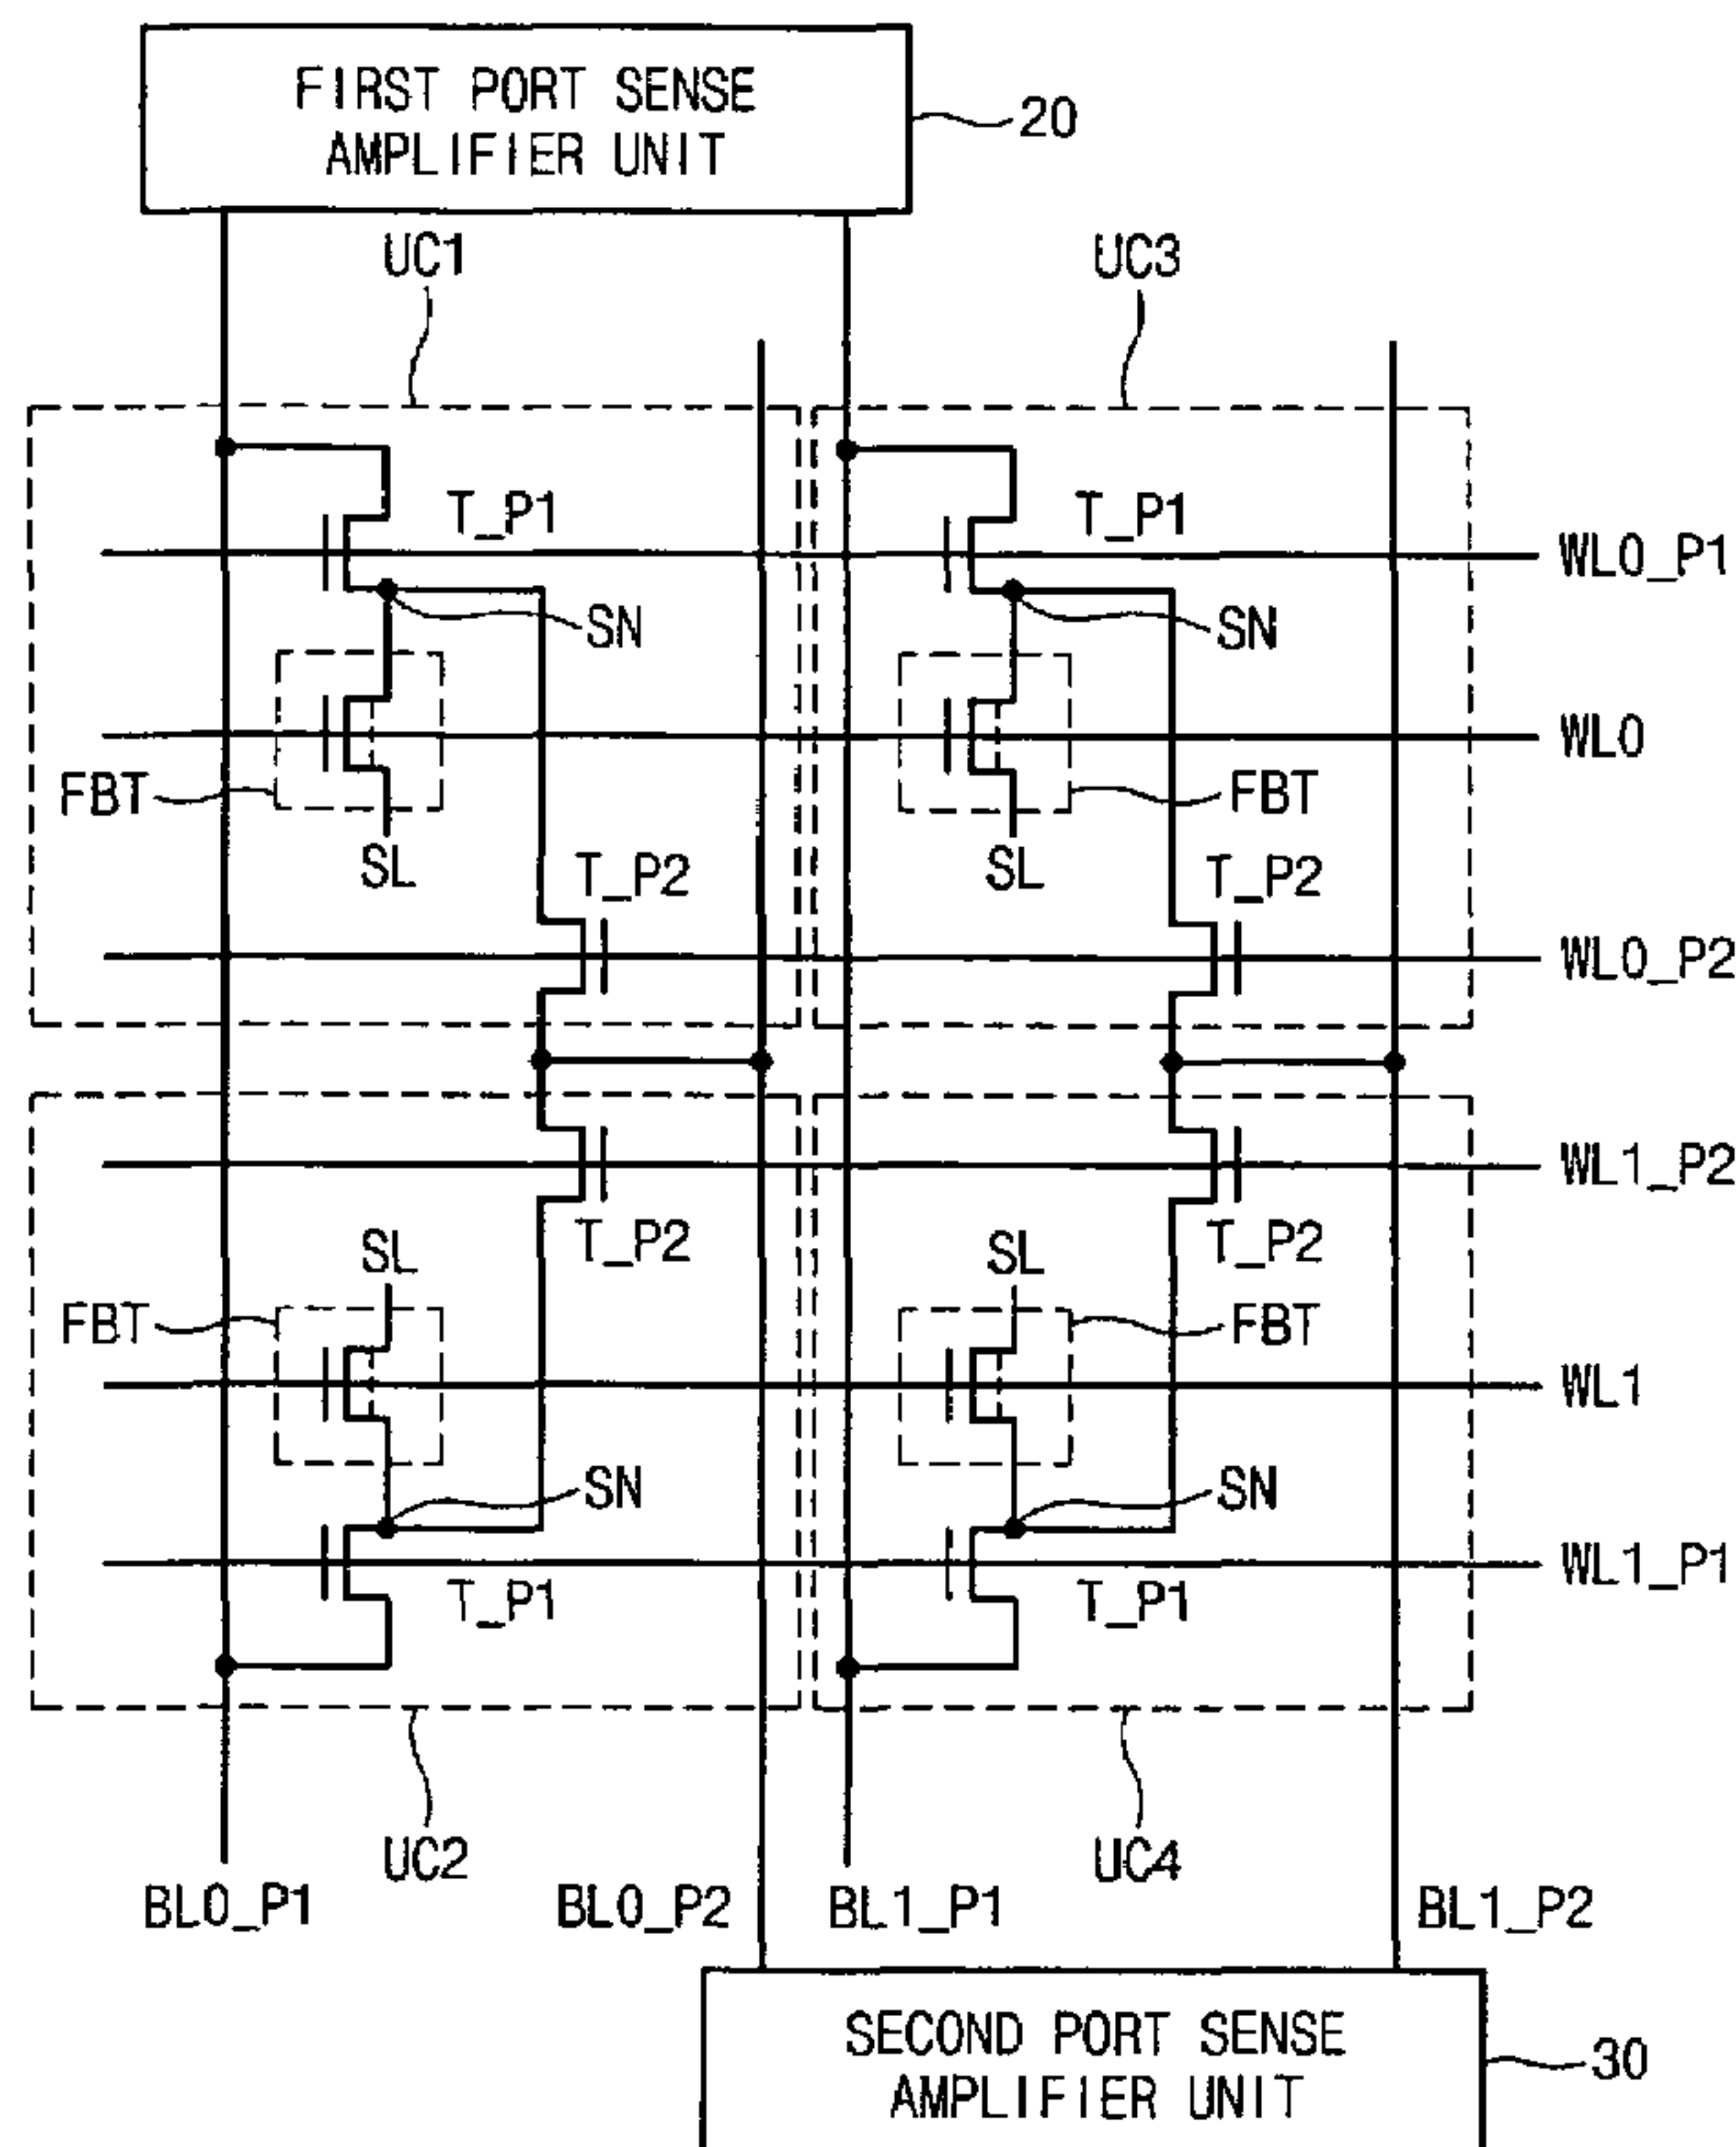 FIRST PORT SENSE
AMPLIFIER UNIT
20
UC1
UC3
T_P1
T_P1
WL0_P1
SN
SN
WL0
FBT
FBT
SL
SL
T_P2
T_P2
WL0_P2
WL1_P2
T_P2
T_P2
SL
SL
FBT
FBT
WL1
SN
SN
WL1_P1
T_P1
T_P1
UC2
UC4
BL0_P1
BL0_P2
BL1_P1
BL1_P2
SECOND PORT SENSE
AMPLIFIER UNIT
30